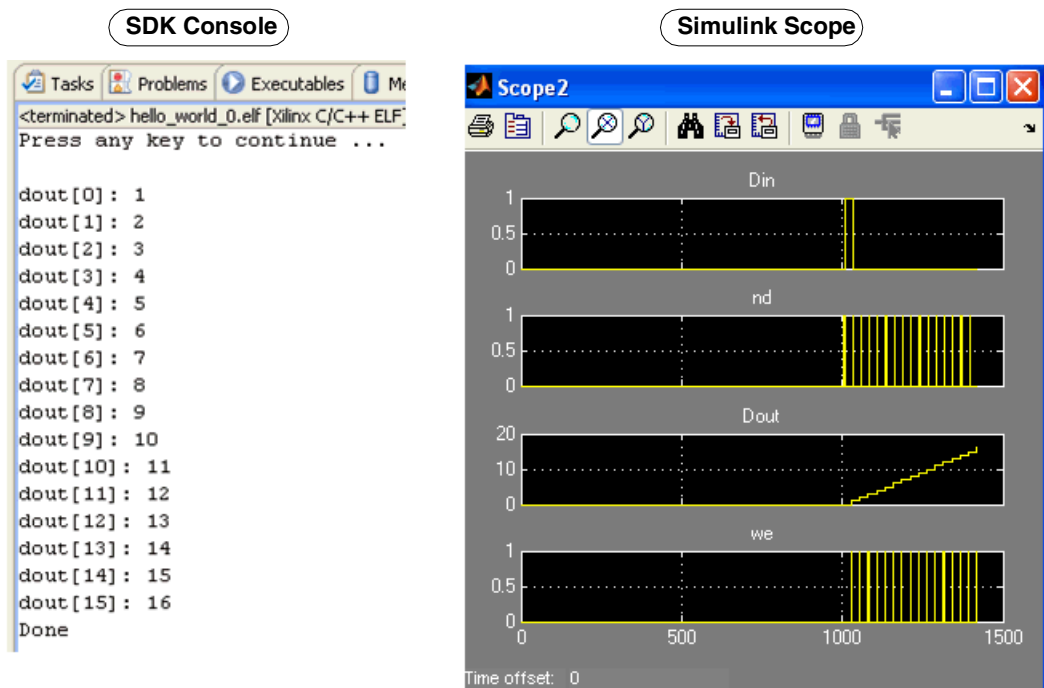 SDK Console
Tasks Problems Executables Me
<terminated> hello_world_0.elf [Xilinx C/C++ ELF]
Press any key to continue ...
dout[0]: 1
dout[1]: 2
dout[2]: 3
dout[3]: 4
dout[4]: 5
dout[5]: 6
dout[6]: 7
dout[7]: 8
dout[8]: 9
dout[9]: 10
dout[10]: 11
dout[11]: 12
dout[12]: 13
dout[13]: 14
dout[14]: 15
dout[15]: 16
Done
Simulink Scope
Scope2
Din
1
0.5
0
nd
1
0.5
0
Dout
20
10
0
we
1
0.5
0
0 500 1000 1500
Time offset: 0